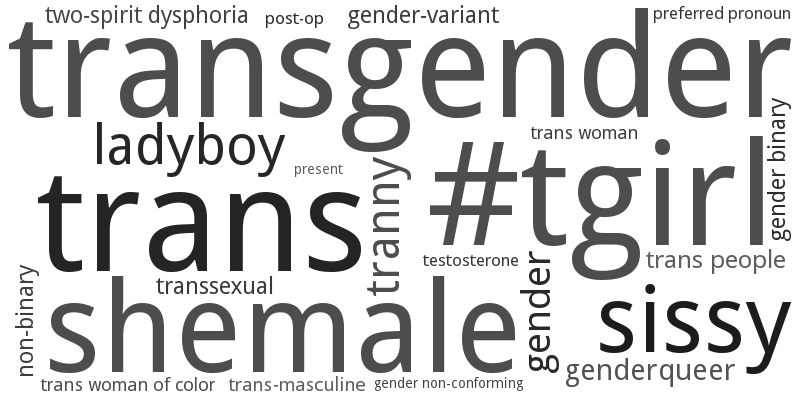 two-spirit dysphoria
post-op
gender-variant
preferred pronoun
transgender
ladyboy
trans woman
gender binary
present
#tgirl
trans
tranny
testosterone
gender
trans people
non-binary
transsexual
shemale
sissy
genderqueer
trans woman of color
trans-masculine
gender non-conforming